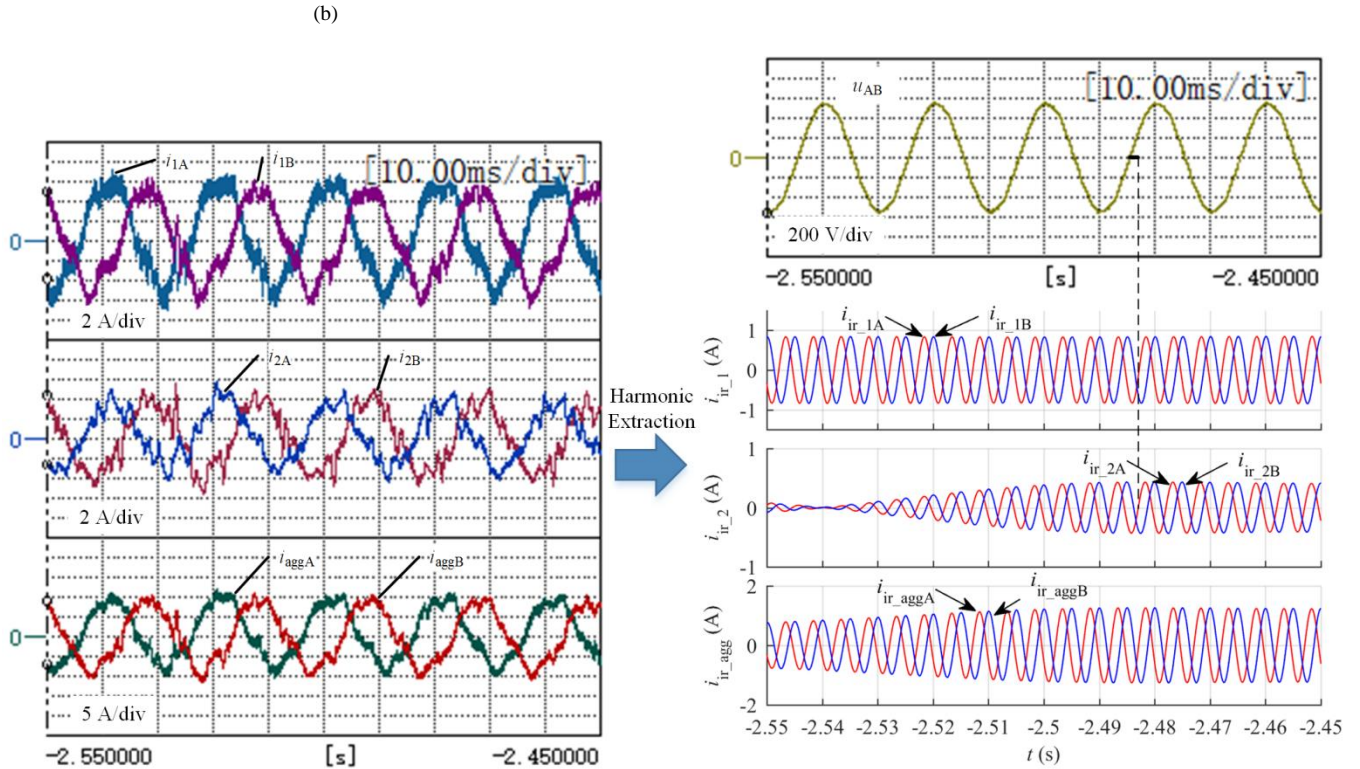 (b)
[10.00ms/div]
i1A
i1B
0
2 A/div
i2A
i2B
0
2 A/div
iaggA
iaggB
0
5 A/div
-2.550000
[s]
-2.450000
Harmonic
Extraction
[10.00ms/div]
uAB
0
200 V/div
-2.550000
[s]
-2.450000
iir_1A
iir_1B
iir_1 (A)
1
0
-1
iir_2A
iir_2B
iir_2 (A)
1
0
-1
iir_aggA
iir_aggB
iir_agg (A)
2
0
-2
-2.55
-2.54
-2.53
-2.52
-2.51
-2.5
-2.49
-2.48
-2.47
-2.46
-2.45
t (s)